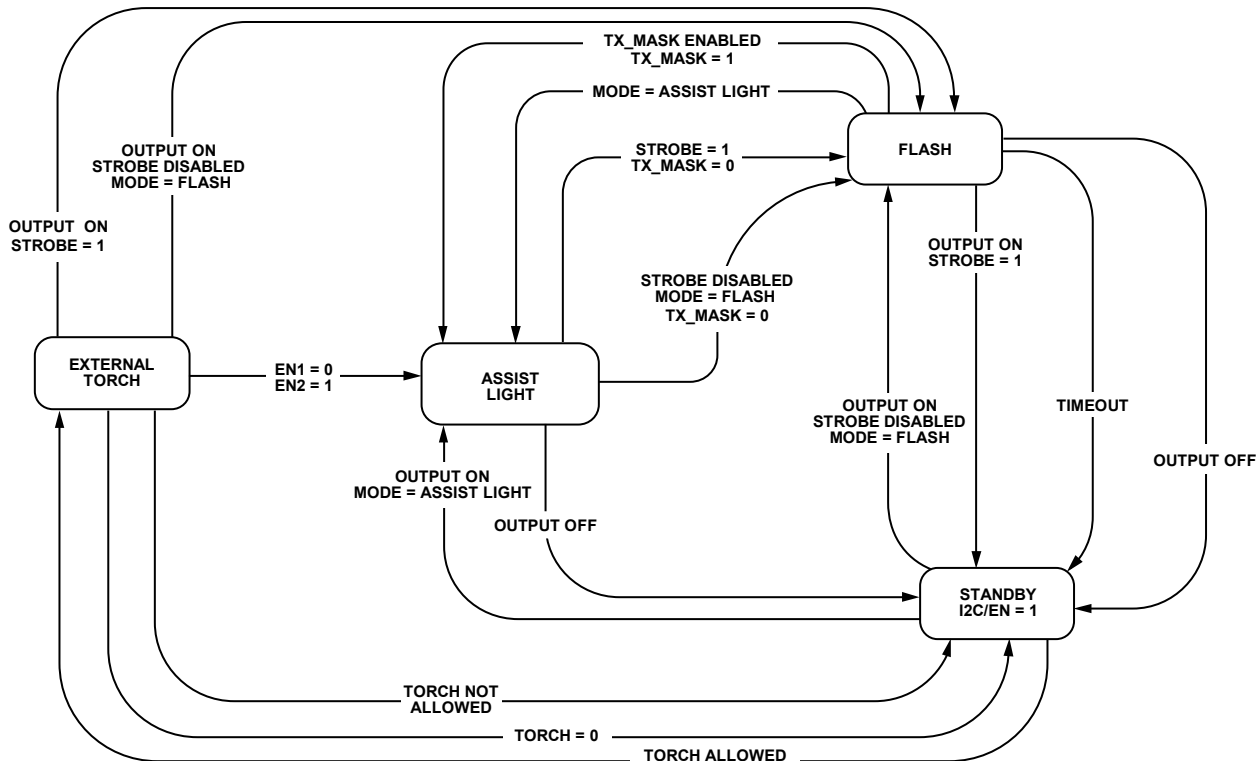 TX_MASK ENABLED
TX_MASK = 1
MODE = ASSIST LIGHT
OUTPUT ON
STROBE DISABLED
MODE = FLASH
STROBE = 1
TX_MASK = 0
FLASH
OUTPUT ON
STROBE = 1
OUTPUT ON
STROBE = 1
STROBE DISABLED
MODE = FLASH
TX_MASK = 0
EXTERNAL
TORCH
EN1 = 0
EN2 = 1
ASSIST
LIGHT
OUTPUT ON
STROBE DISABLED
MODE = FLASH
TIMEOUT
OUTPUT OFF
OUTPUT ON
MODE = ASSIST LIGHT
OUTPUT OFF
STANDBY
I2C/EN = 1
TORCH NOT
ALLOWED
TORCH = 0
TORCH ALLOWED